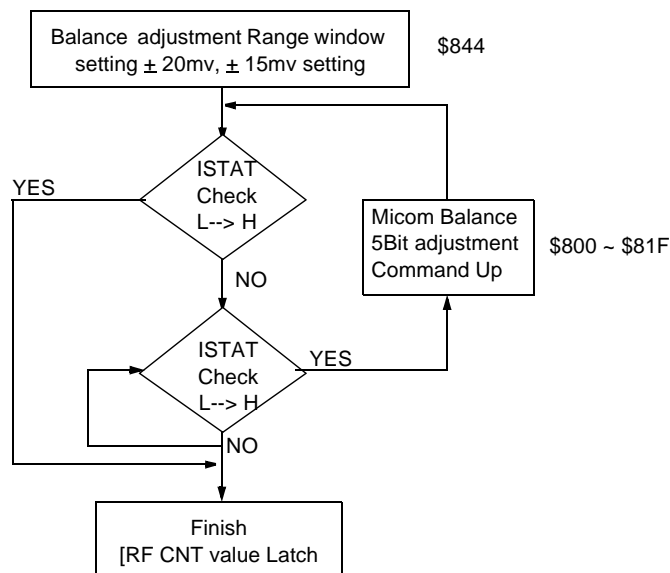 Balance adjustment Range window
setting ± 20mv, ± 15mv setting
$844
ISTAT
Check
L--> H
YES
NO
Micom Balance
5Bit adjustment
Command Up
$800 ~ $81F
ISTAT
Check
L--> H
YES
NO
Finish
[RF CNT value Latch